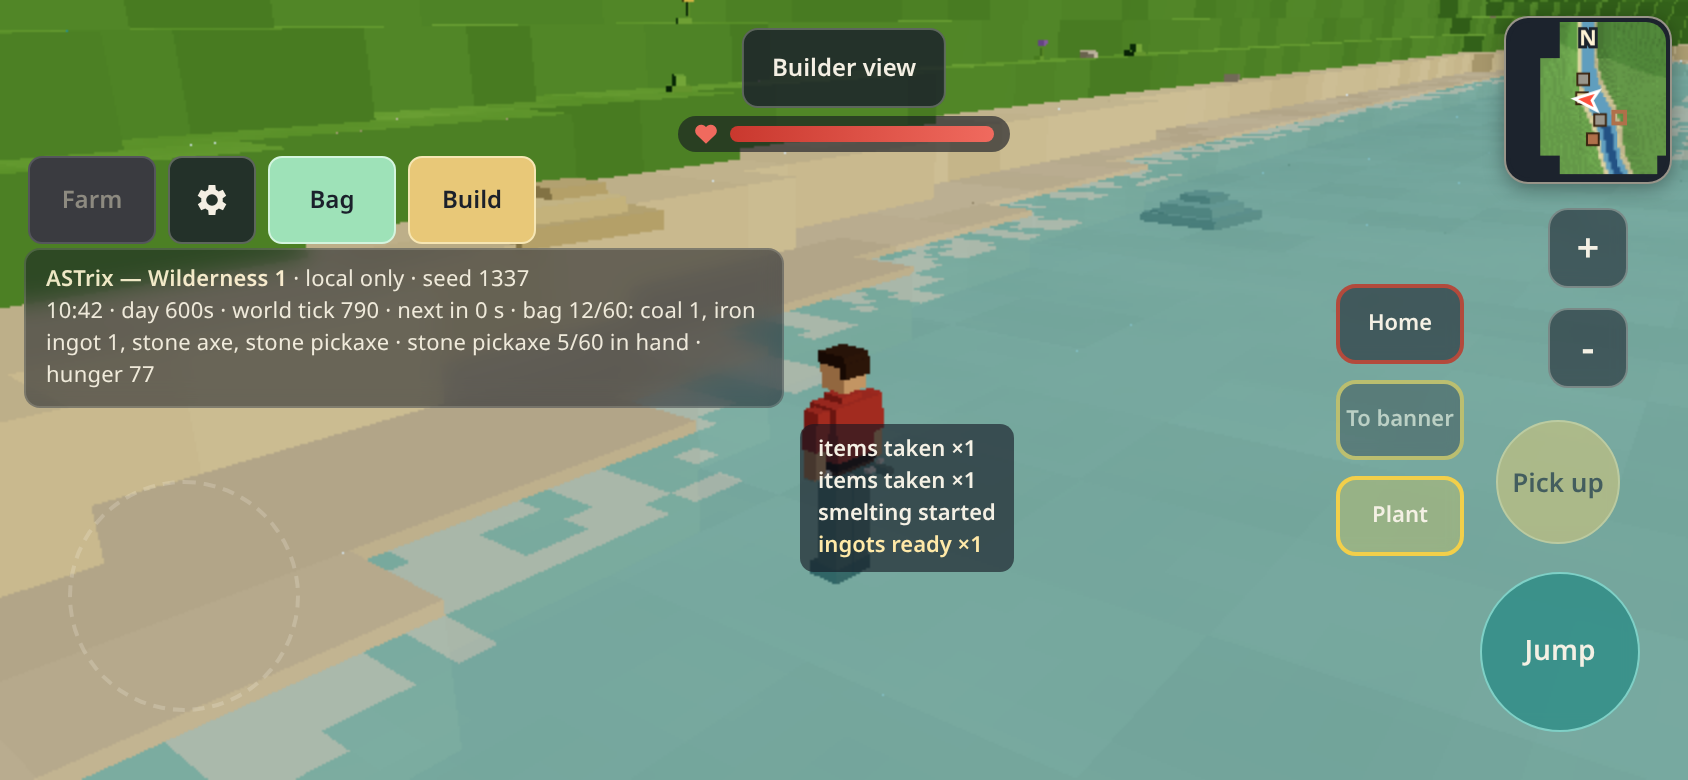 Builder view
N
Farm
Bag
Build
ASTrix — Wilderness 1 · local only · seed 1337
10:42 · day 600s · world tick 790 · next in 0 s · bag 12/60: coal 1, iron
ingot 1, stone axe, stone pickaxe · stone pickaxe 5/60 in hand ·
hunger 77
+
Home
-
To banner
items taken ×1
items taken ×1
smelting started
ingots ready ×1
Pick up
Plant
Jump